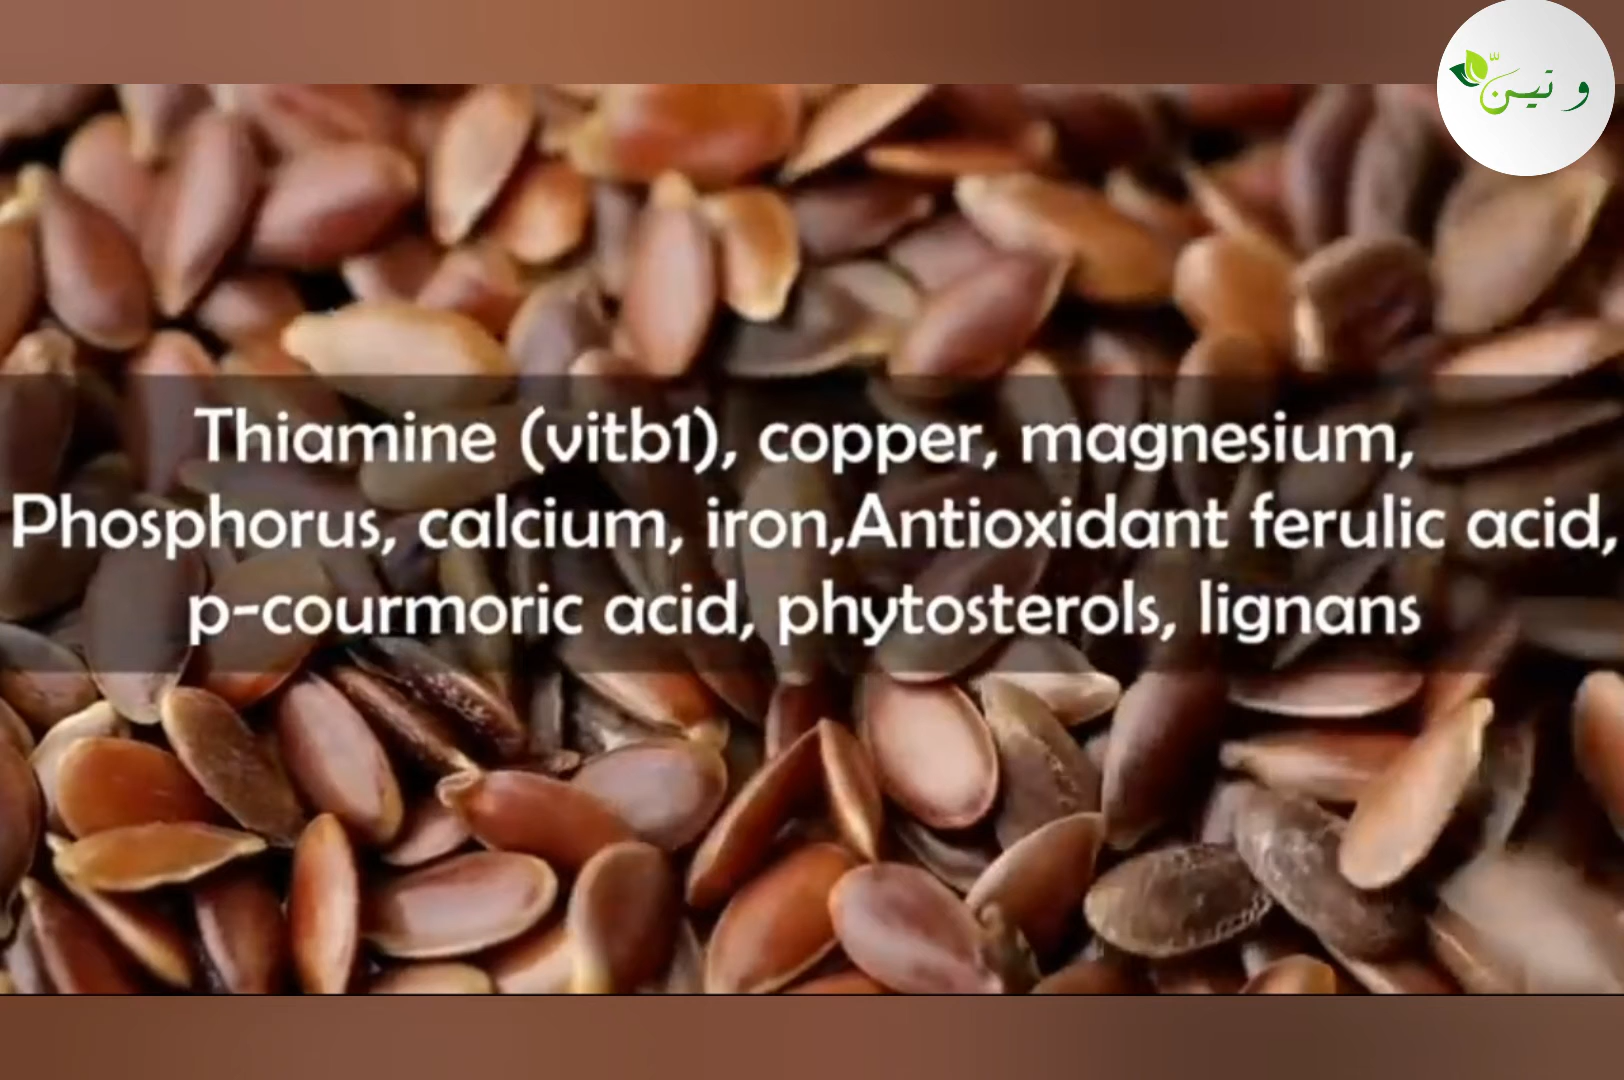 و تينّ
Thiamine (vitb1), copper, magnesium,
Phosphorus, calcium, iron,Antioxidant ferulic acid,
p-courmoric acid, phytosterols, lignans